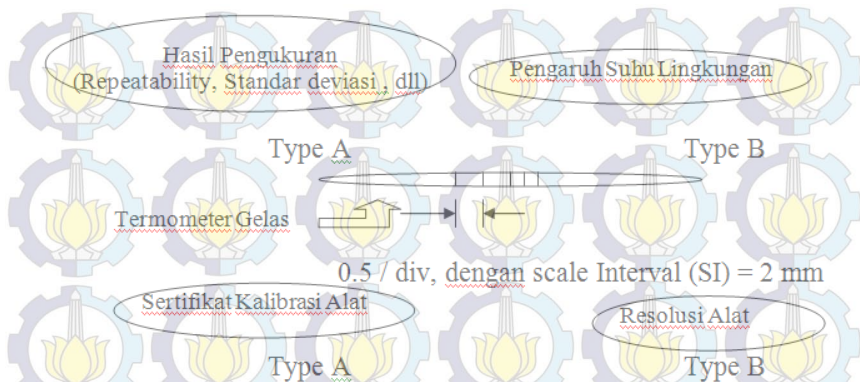 Hasil Pengukuran
(Repeatability, Standar deviasi , dll)
Pengaruh Suhu Lingkungan
Type A
Type B
Termometer Gelas
0.5 / div, dengan scale Interval (SI) = 2 mm
Sertifikat Kalibrasi Alat
Resolusi Alat
Type A
Type B